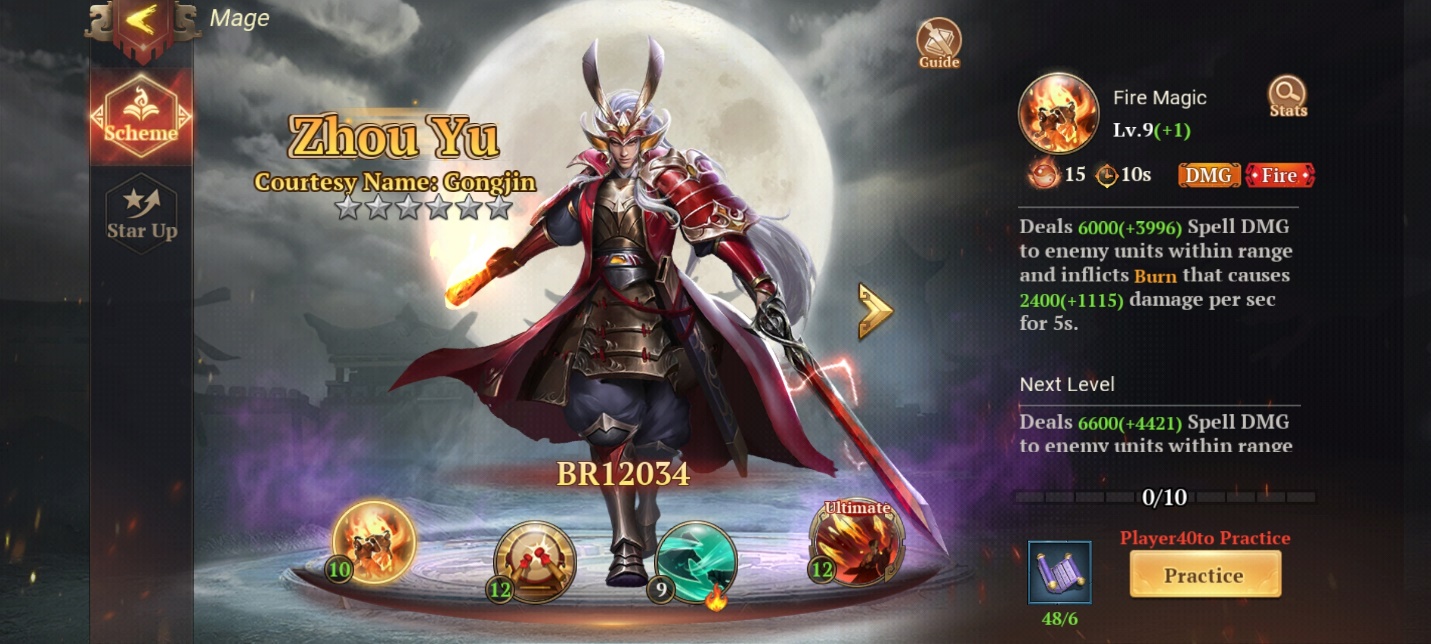 Mage
Scheme
Star Up
Zhou Yu
Courtesy Name: Gongjin
BR12034
10
12
9
Ultimate
12
Guide
Fire Magic
Lv.9(+1)
Stats
15 10s DMG Fire
Deals 6000(+3996) Spell DMG
to enemy units within range
and inflicts Burn that causes
2400(+1115) damage per sec
for 5s.
Next Level
Deals 6600(+4421) Spell DMG
to enemy units within range
0/10
Player40to Practice
Practice
48/6